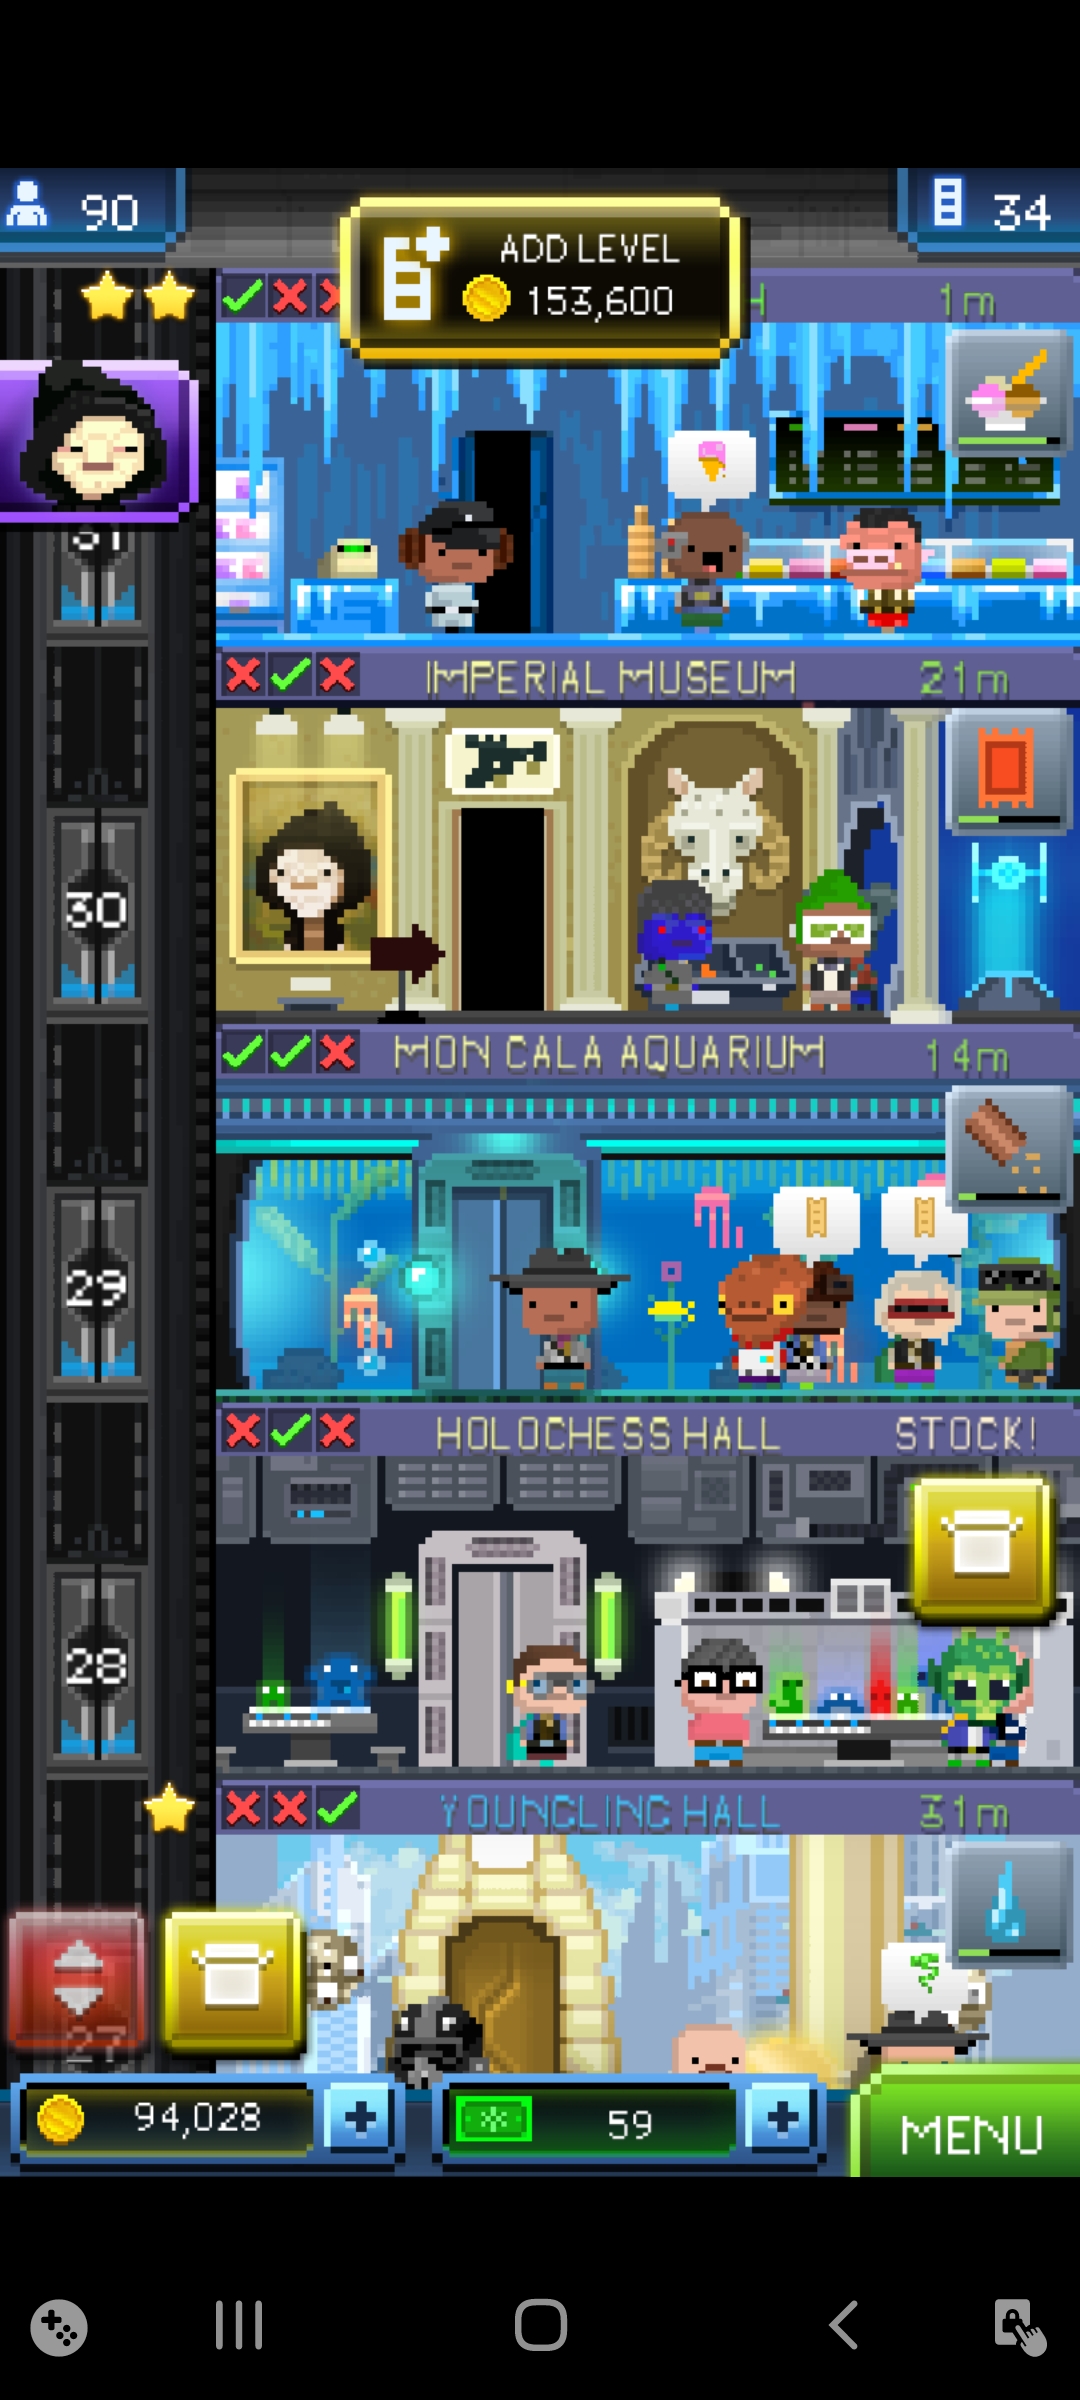 90
ADD LEVEL
153,600
34
1m
31
IMPERIAL MUSEUM
21m
30
MON CALA AQUARIUM
14m
29
HOLOCHESS HALL
STOCK!
28
YOUNGLING HALL
31m
27
94,028
59
MENU